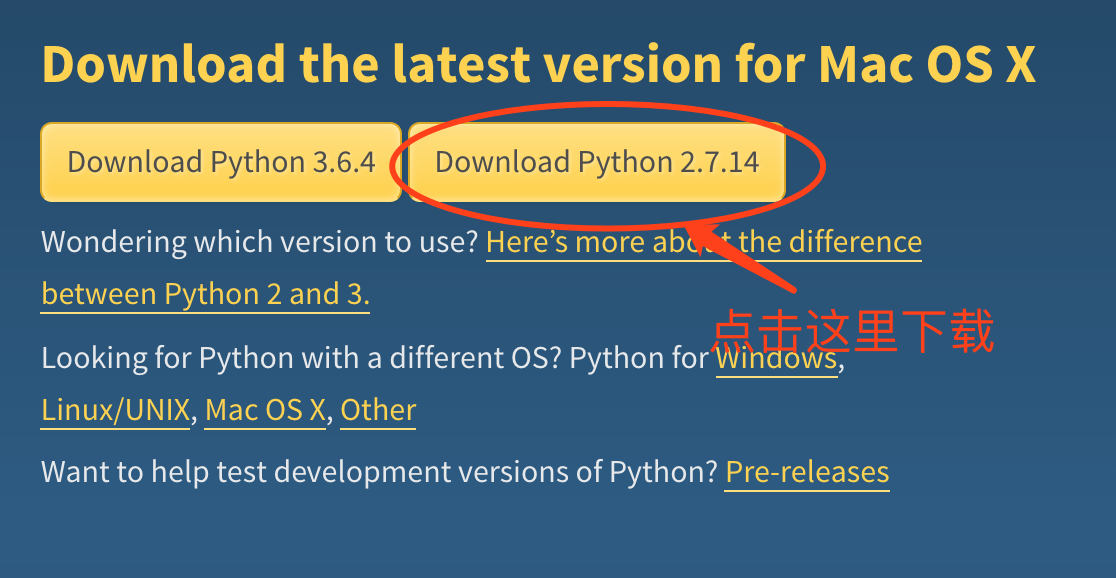 Download the latest version for Mac OS X
Download Python 3.6.4
Download Python 2.7.14
Wondering which version to use? Here’s more about the difference
between Python 2 and 3.
点击这里下载
Looking for Python with a different OS? Python for Windows,
Linux/UNIX, Mac OS X, Other
Want to help test development versions of Python? Pre-releases